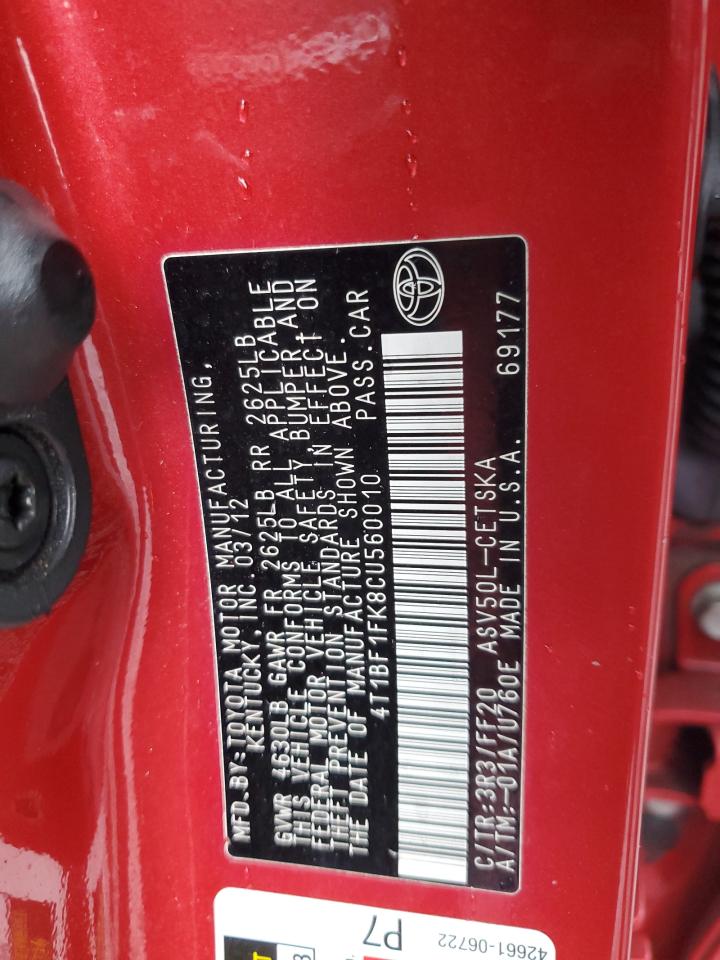 MFD.BY:TOYOTA MOTOR MANUFACTURING,
KENTUCKY, INC 03/12
GVWR 4630LB GAWR FR 2625LB RR 2625LB
THIS VEHICLE CONFORMS TO ALL APPLICABLE
FEDERAL MOTOR VEHICLE SAFETY, BUMPER, AND
THEFT PREVENTION STANDARDS IN EFFECT ON
THE DATE OF MANUFACTURE SHOWN ABOVE.
4T1BF1FK8CU560010 PASS.CAR
C/TR:3R3/FF20 ASV50L-CETSKA
A/TM:-01A/U760E MADE IN U.S.A. 69177
P7
42661-06722